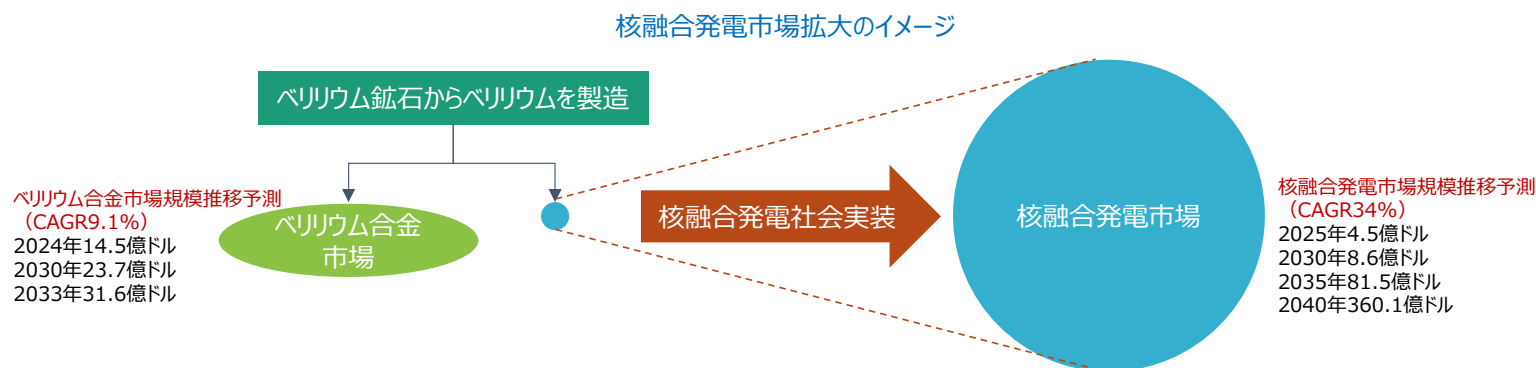 核融合発電市場拡大のイメージ
ベリリウム鉱石からベリリウムを製造
ベリリウム合金市場規模推移予測
（CAGR9.1%）
2024年14.5億ドル
2030年23.7億ドル
2033年31.6億ドル
ベリリウム合金
市場
核融合発電社会実装
核融合発電市場
核融合発電市場規模推移予測
（CAGR34%）
2025年4.5億ドル
2030年8.6億ドル
2035年81.5億ドル
2040年360.1億ドル